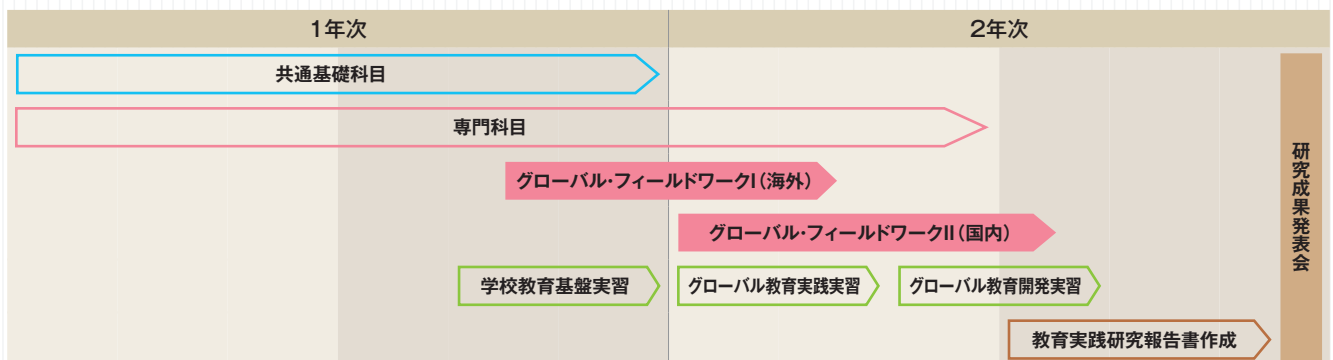 1年次
2年次
共通基礎科目
専門科目
グローバル・フィールドワークI（海外）
グローバル・フィールドワークII（国内）
学校教育基盤実習
グローバル教育実践実習
グローバル教育開発実習
教育実践研究報告書作成
研究成果発表会